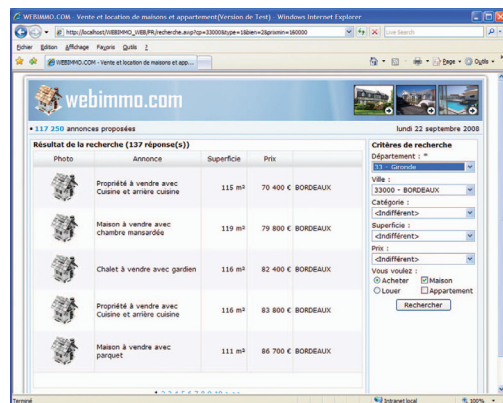 WEBIMMO.COM - Vente et location de maisons et appartement(Version de Test) - Windows Internet Explorer
http://localhost/WEBIMMO_WEB/FR/recherche.awp?cp=33000&type=1&bien=2&prixmin=160000
Live Search
Fichier Edition Affichage Favoris Outils ?
WEBIMMO.COM - Vente et location de maisons et app...
Page Outils
webimmo.com
117 250 annonces proposées
lundi 22 septembre 2008
Résultat de la recherche (137 réponse(s))
Photo Annonce Superficie Prix
Propriété à vendre avec
Cuisine et arrière cuisine
115 m² 70 400 € BORDEAUX
Maison à vendre avec
chambre mansardée
119 m² 79 800 € BORDEAUX
Chalet à vendre avec gardien 116 m² 82 400 € BORDEAUX
Propriété à vendre avec
Cuisine et arrière cuisine
116 m² 83 800 € BORDEAUX
Maison à vendre avec
parquet
111 m² 86 700 € BORDEAUX
Critères de recherche
Département : *
33 - Gironde
Ville :
33000 - BORDEAUX
Catégorie :
<Indifférent>
Superficie :
<Indifférent>
Prix :
<Indifférent>
Vous voulez :
Acheter Maison
Louer Appartement
Rechercher
Terminé
Intranet local
100%